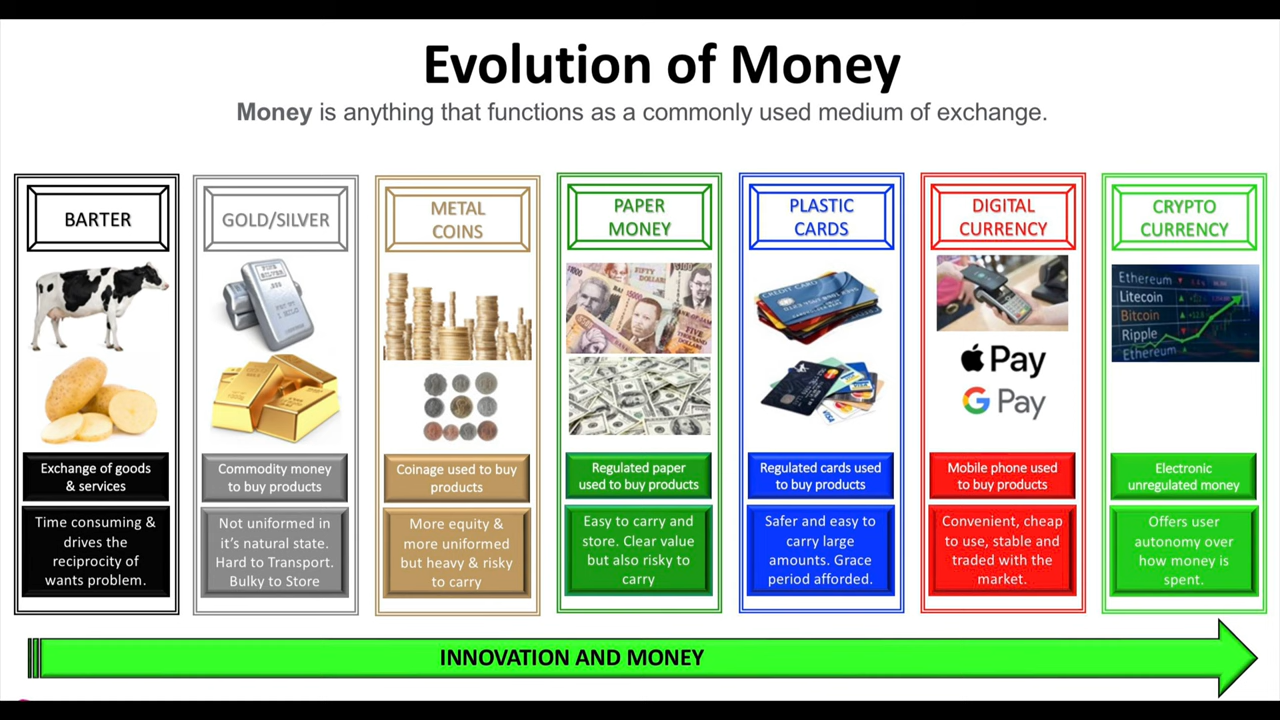 Evolution of Money
Money is anything that functions as a commonly used medium of exchange.
BARTER
Exchange of goods
& services
Time consuming &
drives the
reciprocity of
wants problem.
GOLD/SILVER
Commodity money
to buy products
Not uniformed in
it's natural state.
Hard to Transport.
Bulky to Store
METAL
COINS
Coinage used to buy
products
More equity &
more uniformed
but heavy & risky
to carry
PAPER
MONEY
FIFTY
DOLLARS
Regulated paper
used to buy products
Easy to carry and
store. Clear value
but also risky to
carry
PLASTIC
CARDS
CREDIT CARD
VISA
Regulated cards used
to buy products
Safer and easy to
carry large
amounts. Grace
period afforded.
DIGITAL
CURRENCY
Pay
G Pay
Mobile phone used
to buy products
Convenient, cheap
to use, stable and
traded with the
market.
CRYPTO
CURRENCY
Ethereum
Litecoin
Bitcoin
Ripple
Ethereum
Electronic
unregulated money
Offers user
autonomy over
how money is
spent.
INNOVATION AND MONEY